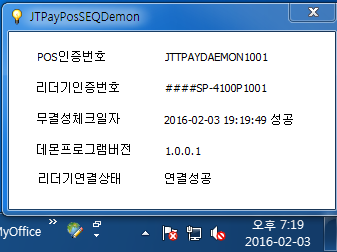 JTPayPosSEQDemon
POS인증번호 JTTPAYDAEMON1001
리더기인증번호 ####SP-4100P1001
무결성체크일자 2016-02-03 19:19:49 성공
데몬프로그램버전 1.0.0.1
리더기연결상태 연결성공
MyOffice
오후 7:19
2016-02-03